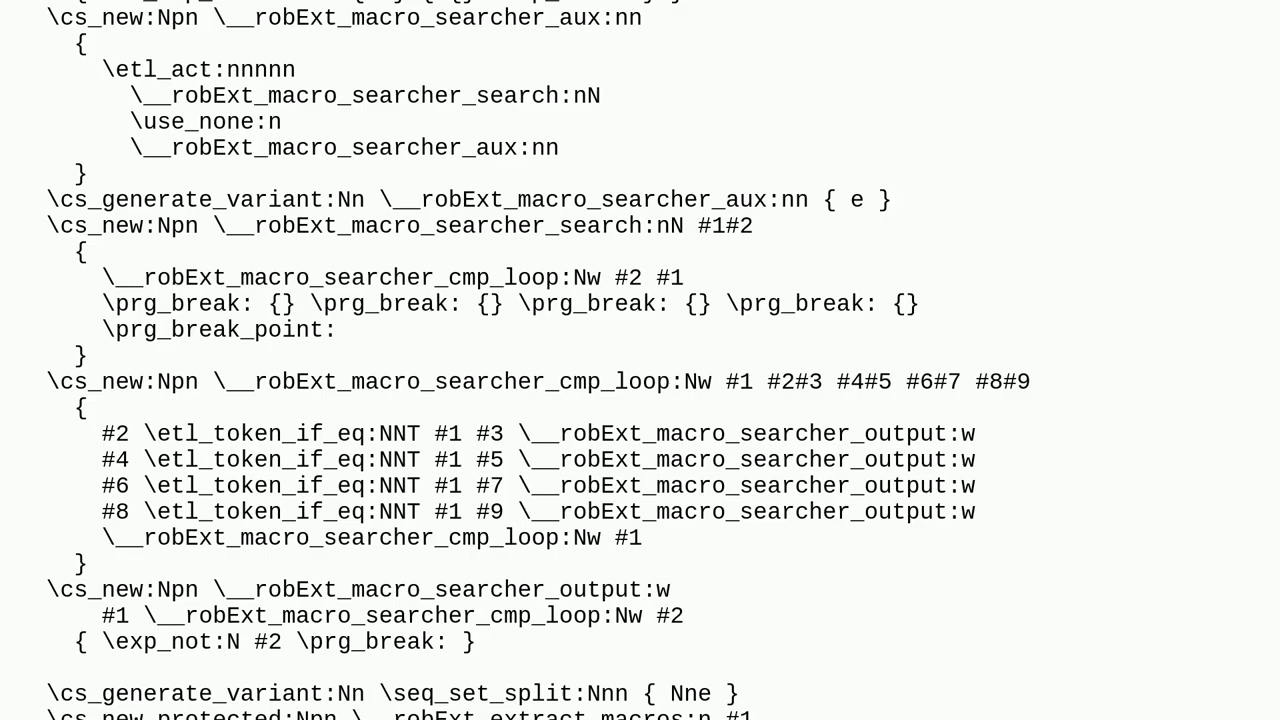 \cs_new:Npn \__robExt_macro_searcher_aux:nn
{
\etl_act:nnnnn
\__robExt_macro_searcher_search:nN
\use_none:n
\__robExt_macro_searcher_aux:nn
}
\cs_generate_variant:Nn \__robExt_macro_searcher_aux:nn { e }
\cs_new:Npn \__robExt_macro_searcher_search:nN #1#2
{
\__robExt_macro_searcher_cmp_loop:Nw #2 #1
\prg_break: {} \prg_break: {} \prg_break: {} \prg_break: {}
\prg_break_point:
}
\cs_new:Npn \__robExt_macro_searcher_cmp_loop:Nw #1 #2#3 #4#5 #6#7 #8#9
{
#2 \etl_token_if_eq:NNT #1 #3 \__robExt_macro_searcher_output:w
#4 \etl_token_if_eq:NNT #1 #5 \__robExt_macro_searcher_output:w
#6 \etl_token_if_eq:NNT #1 #7 \__robExt_macro_searcher_output:w
#8 \etl_token_if_eq:NNT #1 #9 \__robExt_macro_searcher_output:w
\__robExt_macro_searcher_cmp_loop:Nw #1
}
\cs_new:Npn \__robExt_macro_searcher_output:w
#1 \__robExt_macro_searcher_cmp_loop:Nw #2
{ \exp_not:N #2 \prg_break: }
\cs_generate_variant:Nn \seq_set_split:Nnn { Nne }
\cs_new_protected:Npn \__robExt_extract_macros:n #1